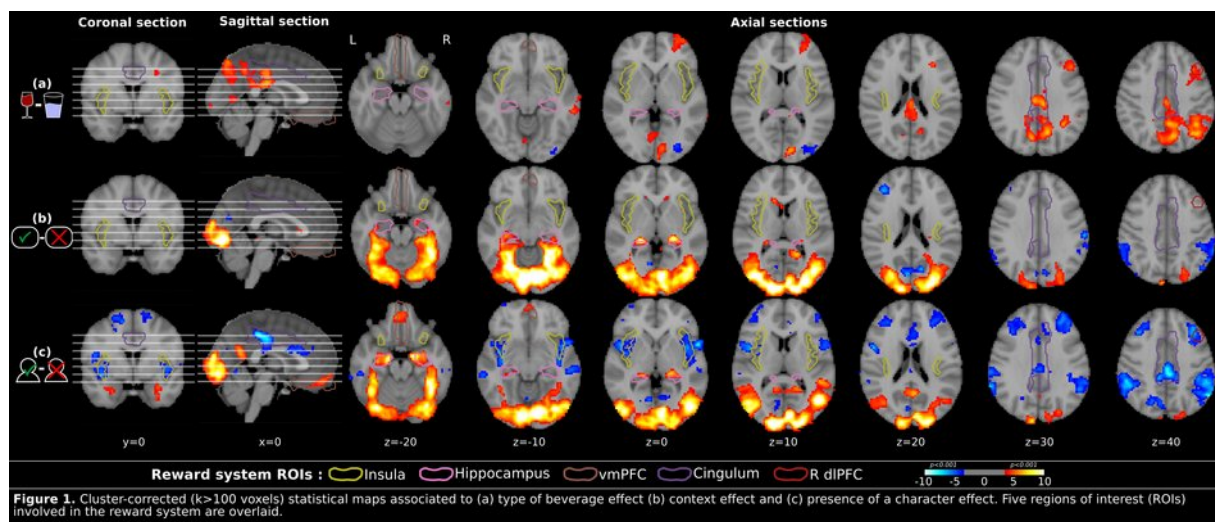 Coronal section Sagittal section Axial sections
L R
(a)
-
(b)
-
(c)
-
y=0 x=0 z=-20 z=-10 z=0 z=10 z=20 z=30 z=40
Reward system ROIs : Insula Hippocampus vmPFC Cingulum R dlPFC
p<0.001 p<0.001
-10 -5 0 5 10
Figure 1. Cluster-corrected (k>100 voxels) statistical maps associated to (a) type of beverage effect (b) context effect and (c) presence of a character effect. Five regions of interest (ROIs)
involved in the reward system are overlaid.